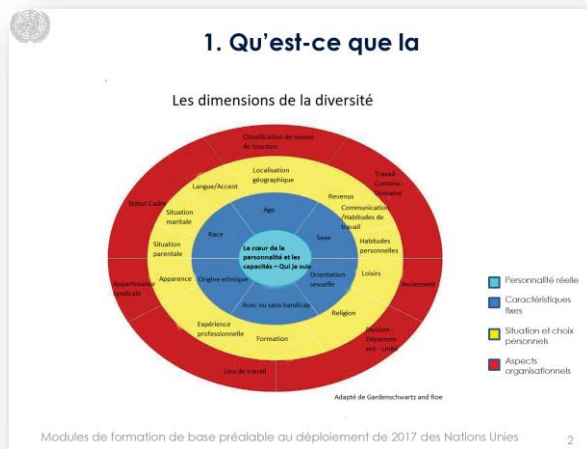 1. Qu'est-ce que la
Les dimensions de la diversité
Classification de niveau
de fonction
Localisation
géographique
Langue/Accent
Revenus
Travail -
Contenu -
Domaine
Statut Cadre
Situation
maritale
Communication
/Habitudes de
travail
Age
Race
Sexe
Le cœur de la
personnalité et les
capacités – Qui je suis
Situation
parentale
Habitudes
personnelles
Appartenance
syndicale
Apparence
Origine ethnique
Orientation
sexuelle
Loisirs
Ancienneté
Avec ou sans handicap
Religion
Expérience
professionnelle
Formation
Division -
Départem
ent - Unité
Lieu de travail
Personnalité réelle
Caractéristiques
fixes
Situation et choix
personnels
Aspects
organisationnels
Adapté de Gardenschwartz and Roe
Modules de formation de base préalable au déploiement de 2017 des Nations Unies
2